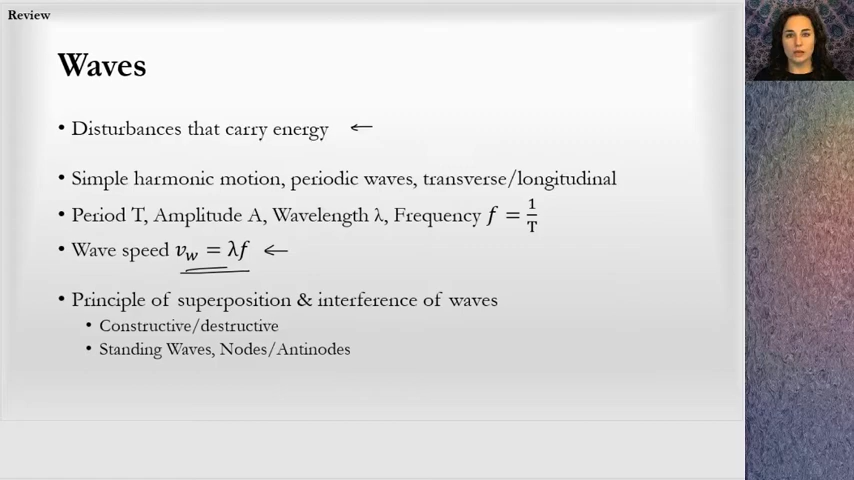 Review
Waves
• Disturbances that carry energy ←
• Simple harmonic motion, periodic waves, transverse/longitudinal
• Period T, Amplitude A, Wavelength λ, Frequency f = 1/T
• Wave speed v_w = λf ←
• Principle of superposition & interference of waves
• Constructive/destructive
• Standing Waves, Nodes/Antinodes